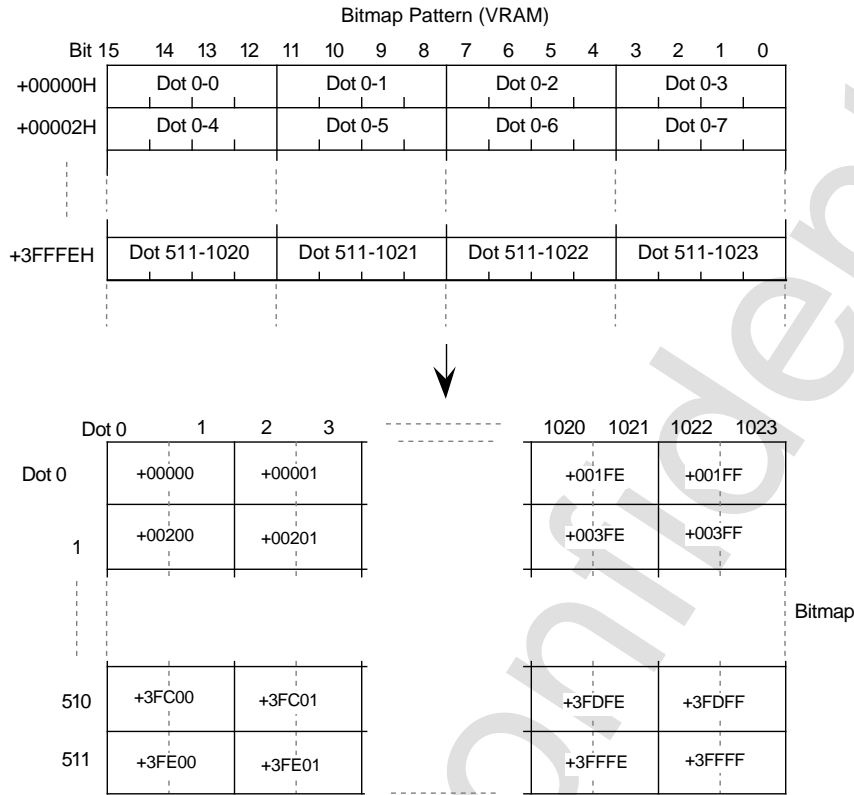 Bitmap Pattern (VRAM)
Bit 15 14 13 12 11 10 9 8 7 6 5 4 3 2 1 0
+00000H Dot 0-0 Dot 0-1 Dot 0-2 Dot 0-3
+00002H Dot 0-4 Dot 0-5 Dot 0-6 Dot 0-7
+3FFFEH Dot 511-1020 Dot 511-1021 Dot 511-1022 Dot 511-1023
Dot 0 1 2 3 1020 1021 1022 1023
Dot 0 +00000 +00001 +001FE +001FF
1 +00200 +00201 +003FE +003FF
Bitmap
510 +3FC00 +3FC01 +3FDFE +3FDFF
511 +3FE00 +3FE01 +3FFFE +3FFFF
onfiden